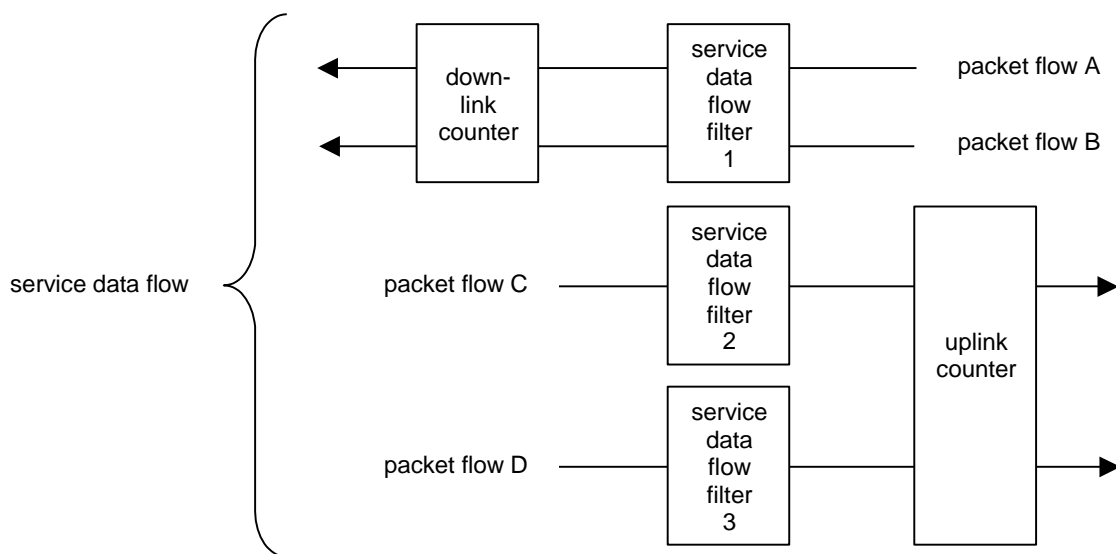 down-
link
counter
service
data
flow
filter
1
packet flow A
packet flow B
service data flow
packet flow C
service
data
flow
filter
2
uplink
counter
packet flow D
service
data
flow
filter
3